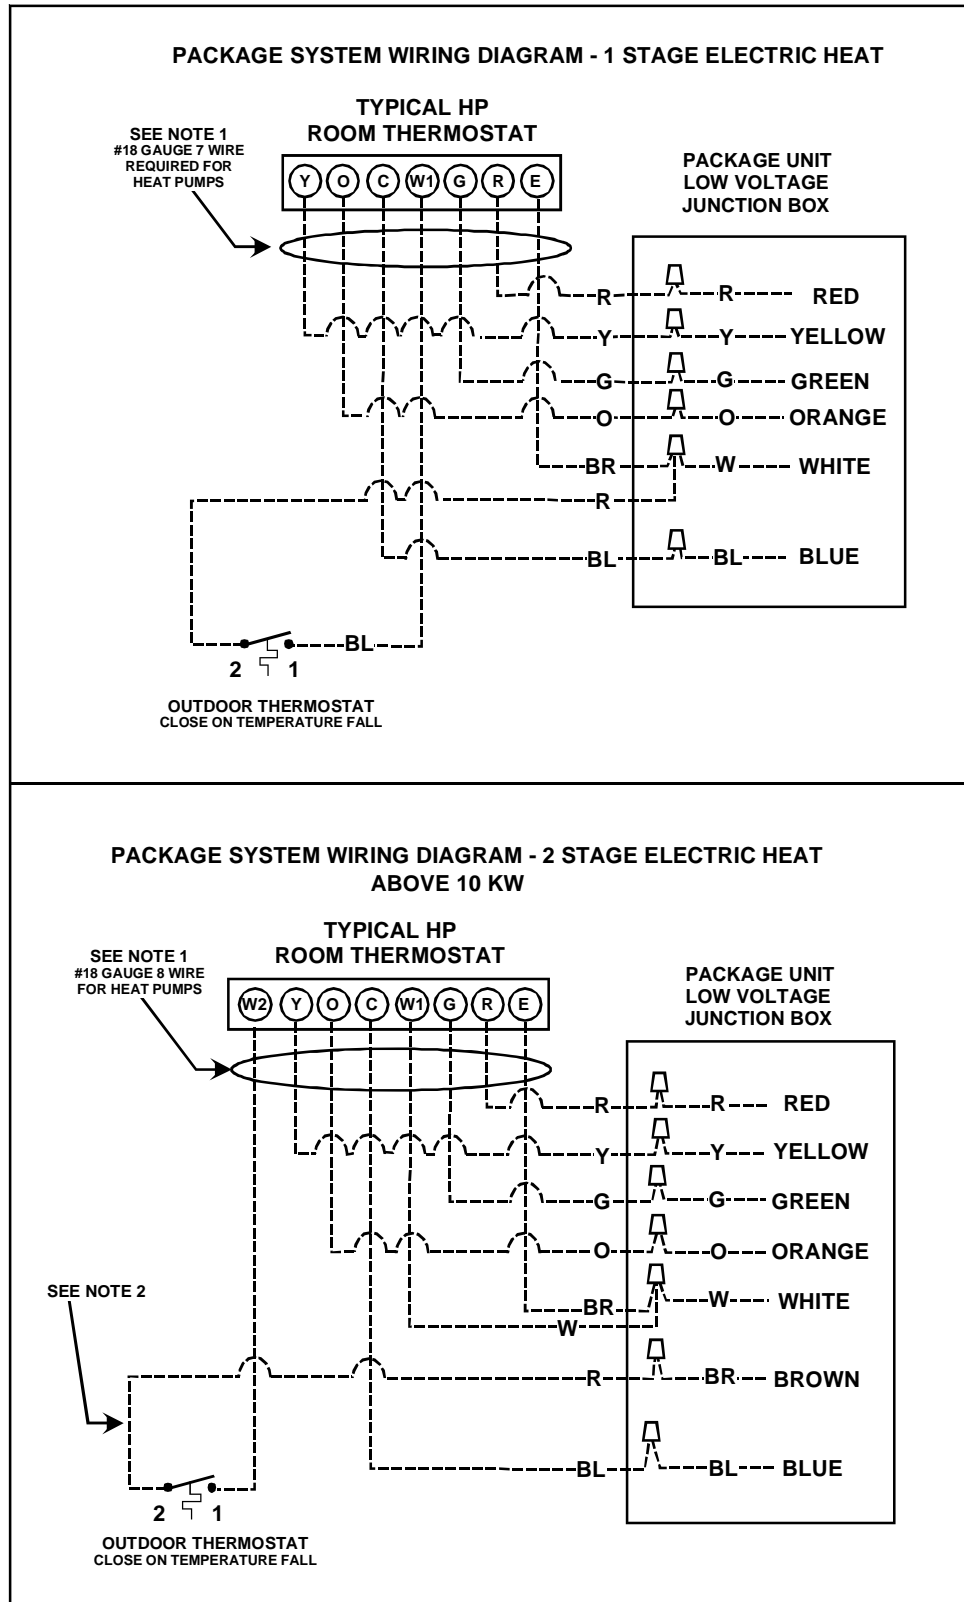 PACKAGE SYSTEM WIRING DIAGRAM - 1 STAGE ELECTRIC HEAT
TYPICAL HP
ROOM THERMOSTAT
SEE NOTE 1
#18 GAUGE 7 WIRE
REQUIRED FOR
HEAT PUMPS
Y O C W1 G R E
PACKAGE UNIT
LOW VOLTAGE
JUNCTION BOX
R R RED
Y Y YELLOW
G G GREEN
O O ORANGE
BR W WHITE
R
BL BL BLUE
BL
2 1
OUTDOOR THERMOSTAT
CLOSE ON TEMPERATURE FALL
PACKAGE SYSTEM WIRING DIAGRAM - 2 STAGE ELECTRIC HEAT
ABOVE 10 KW
TYPICAL HP
ROOM THERMOSTAT
SEE NOTE 1
#18 GAUGE 8 WIRE
FOR HEAT PUMPS
W2 Y O C W1 G R E
PACKAGE UNIT
LOW VOLTAGE
JUNCTION BOX
R R RED
Y Y YELLOW
G G GREEN
O O ORANGE
SEE NOTE 2
BR W WHITE
W
R BR BROWN
BL BL BLUE
2 1
OUTDOOR THERMOSTAT
CLOSE ON TEMPERATURE FALL